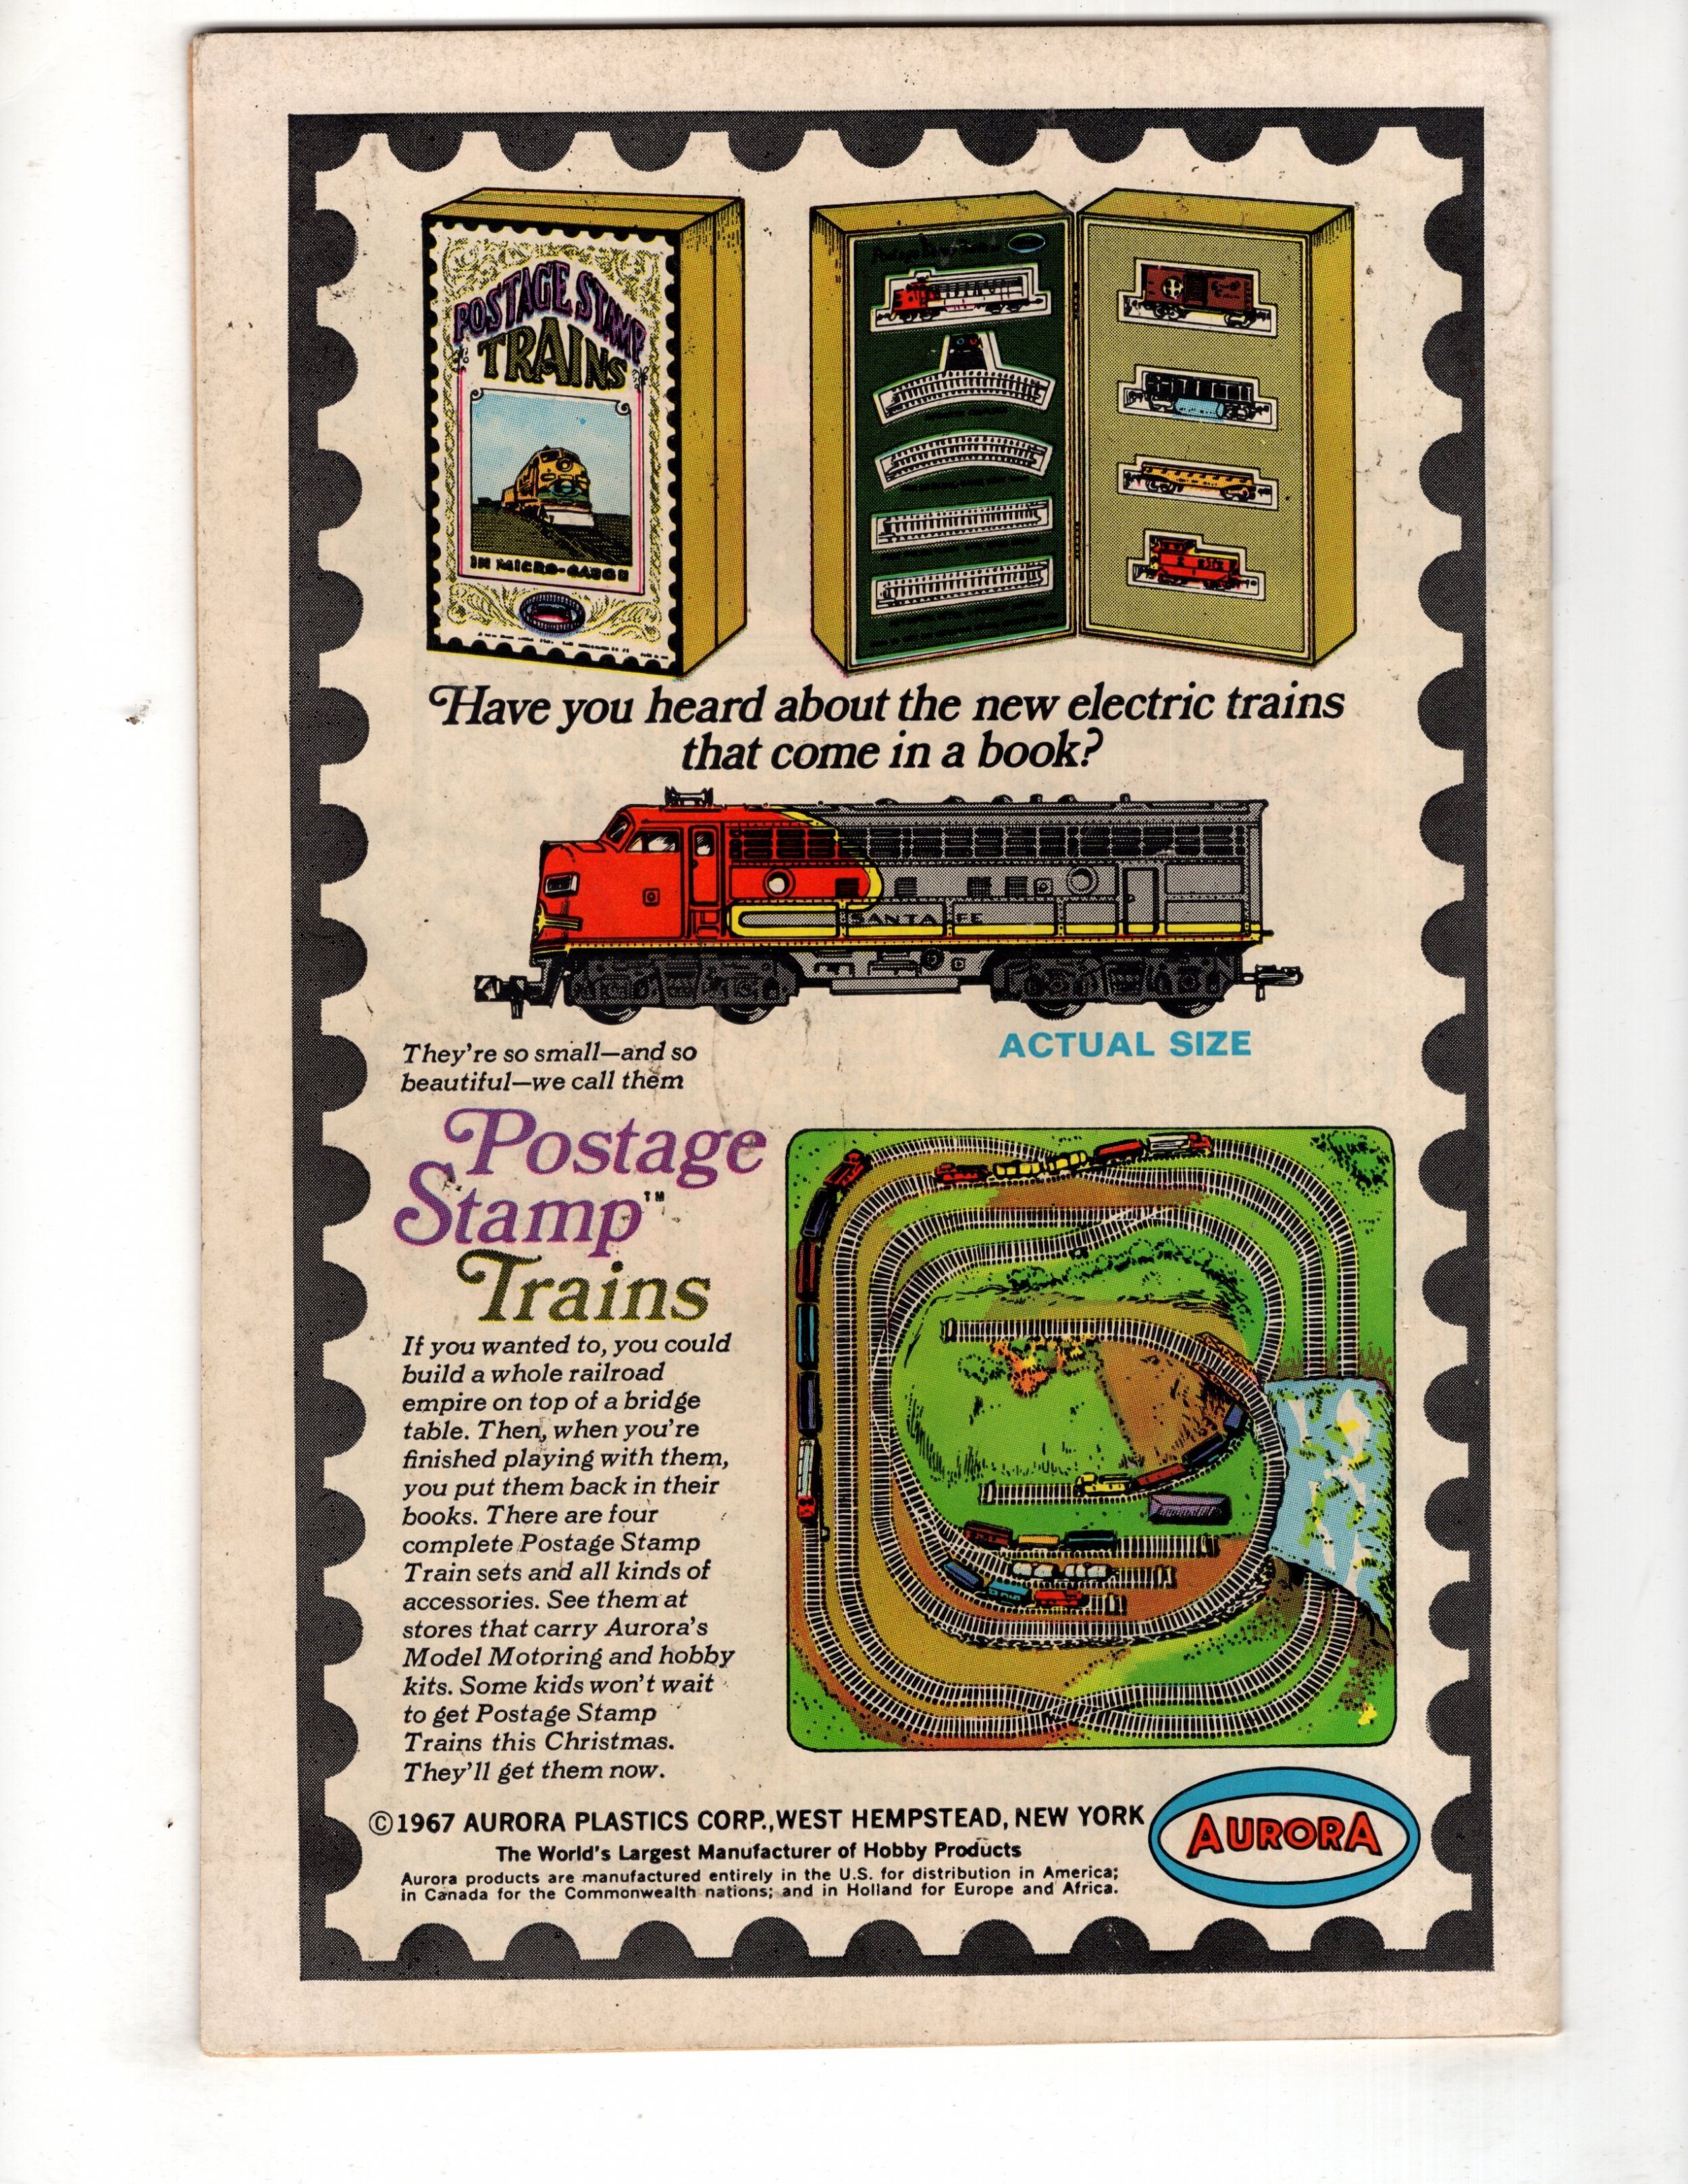 POSTAGE STAMP
TRAINS
IN MICRO-GAUGE
Have you heard about the new electric trains
that come in a book?
SANTA FE
ACTUAL SIZE
They're so small—and so
beautiful—we call them
Postage
Stamp™
Trains
If you wanted to, you could
build a whole railroad
empire on top of a bridge
table. Then, when you're
finished playing with them,
you put them back in their
books. There are four
complete Postage Stamp
Train sets and all kinds of
accessories. See them at
stores that carry Aurora's
Model Motoring and hobby
kits. Some kids won't wait
to get Postage Stamp
Trains this Christmas.
They'll get them now.
©1967 AURORA PLASTICS CORP., WEST HEMPSTEAD, NEW YORK
The World's Largest Manufacturer of Hobby Products
Aurora products are manufactured entirely in the U.S. for distribution in America;
in Canada for the Commonwealth nations; and in Holland for Europe and Africa.
AURORA